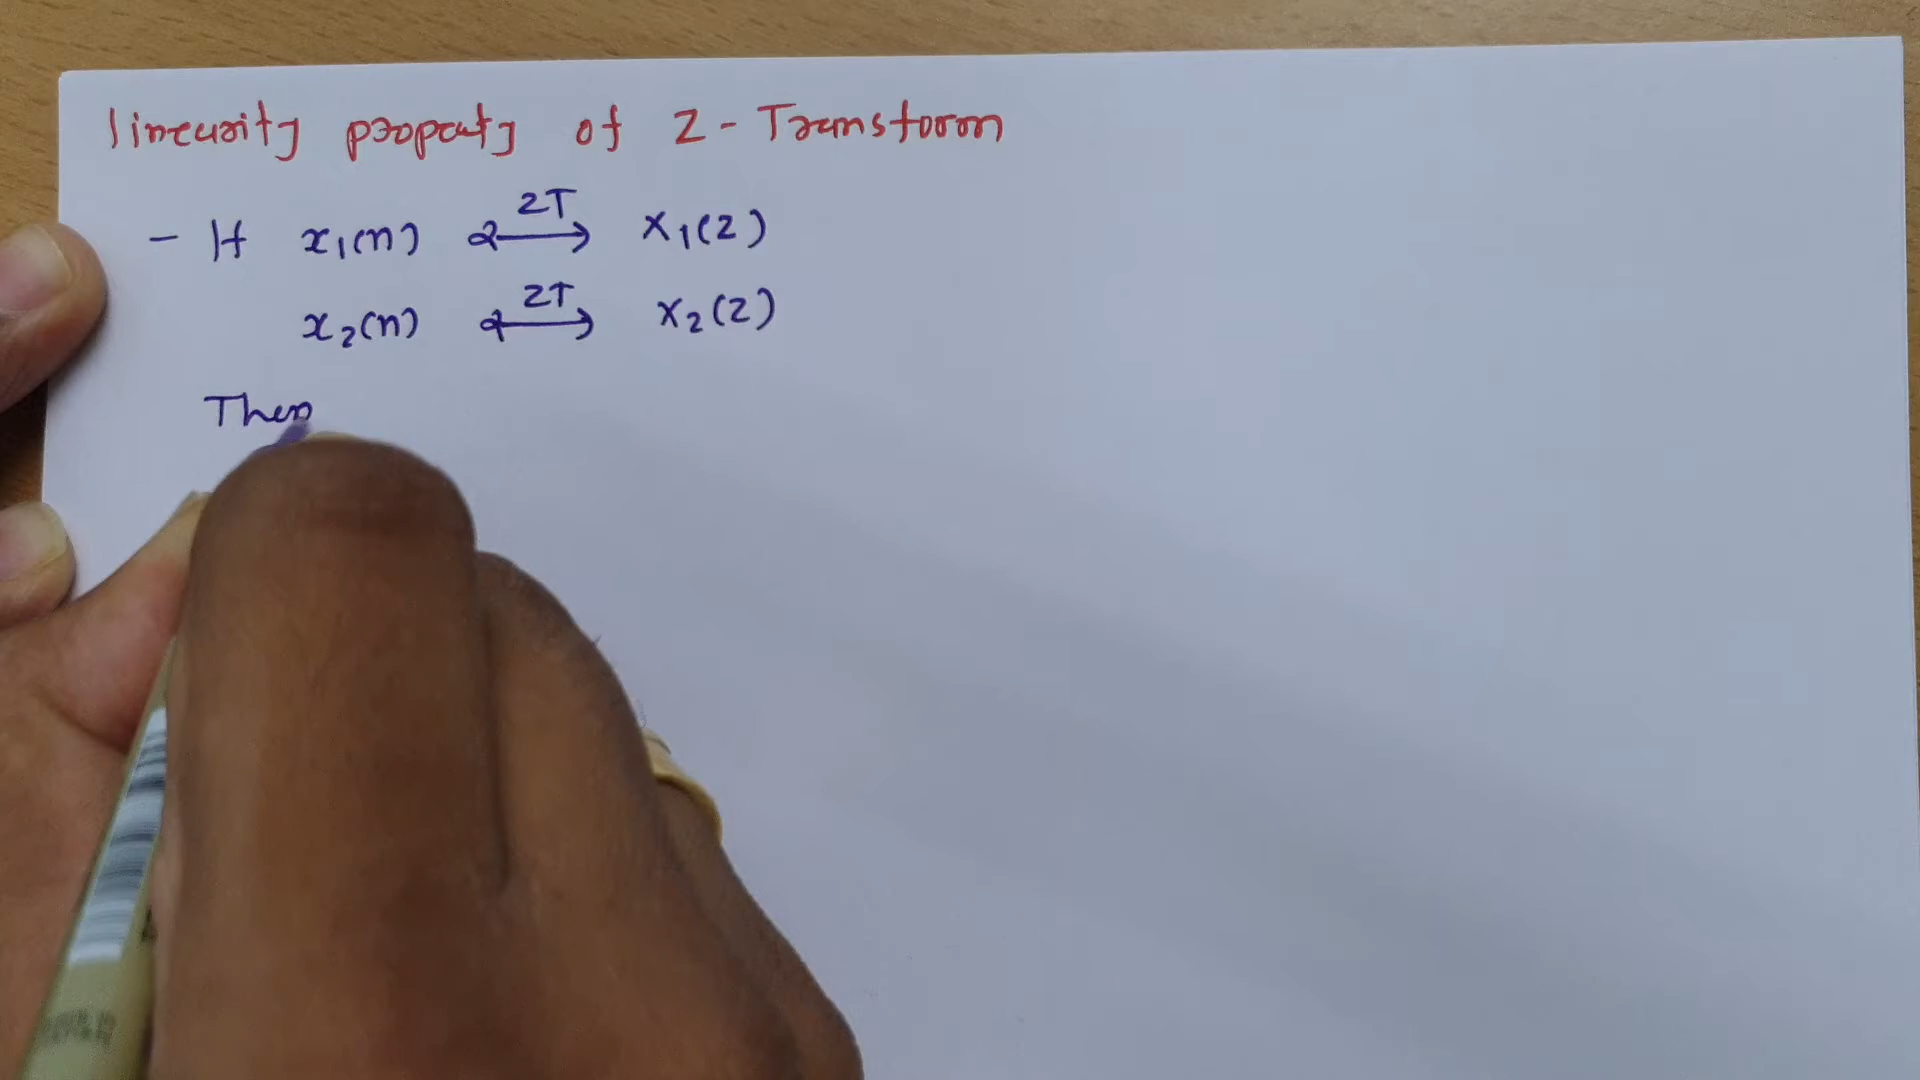 linearity property of Z-Transform
- If x₁(n) ⟷ ZT X₁(Z)
x₂(n) ⟷ ZT X₂(Z)
Then